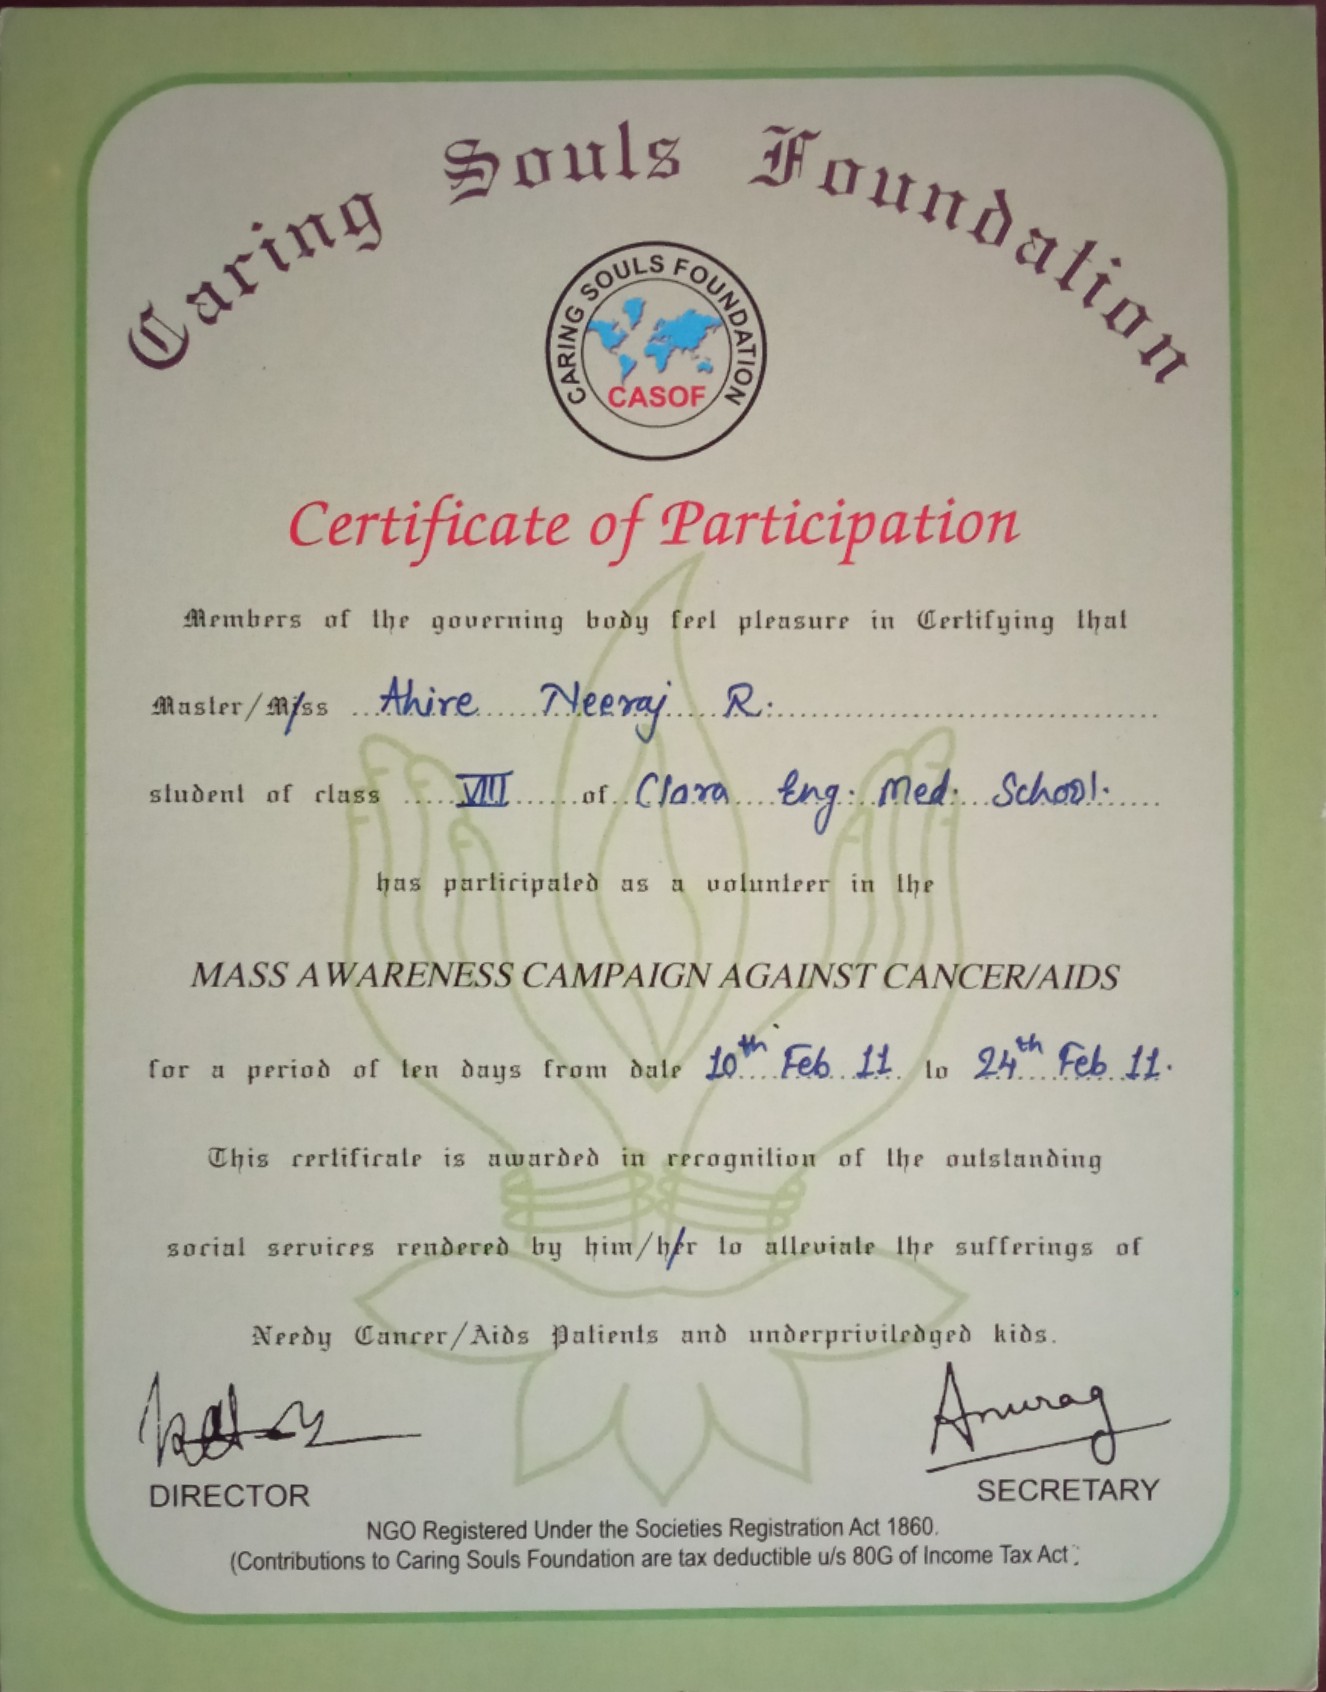 Caring Souls Foundation
CARING SOULS FOUNDATION
CASOF
Certificate of Participation
Members of the governing body feel pleasure in Certifying that
Master/Miss Ahire Neeraj R.
student of class VIII of Clara Eng. Med. School.
has participated as a volunteer in the
MASS AWARENESS CAMPAIGN AGAINST CANCER/AIDS
for a period of ten days from date 10th Feb 11 to 24th Feb 11.
This certificate is awarded in recognition of the outstanding
social services rendered by him/her to alleviate the sufferings of
Needy Cancer/Aids Patients and underpriviledged kids.
Anurag
DIRECTOR SECRETARY
NGO Registered Under the Societies Registration Act 1860.
(Contributions to Caring Souls Foundation are tax deductible u/s 80G of Income Tax Act